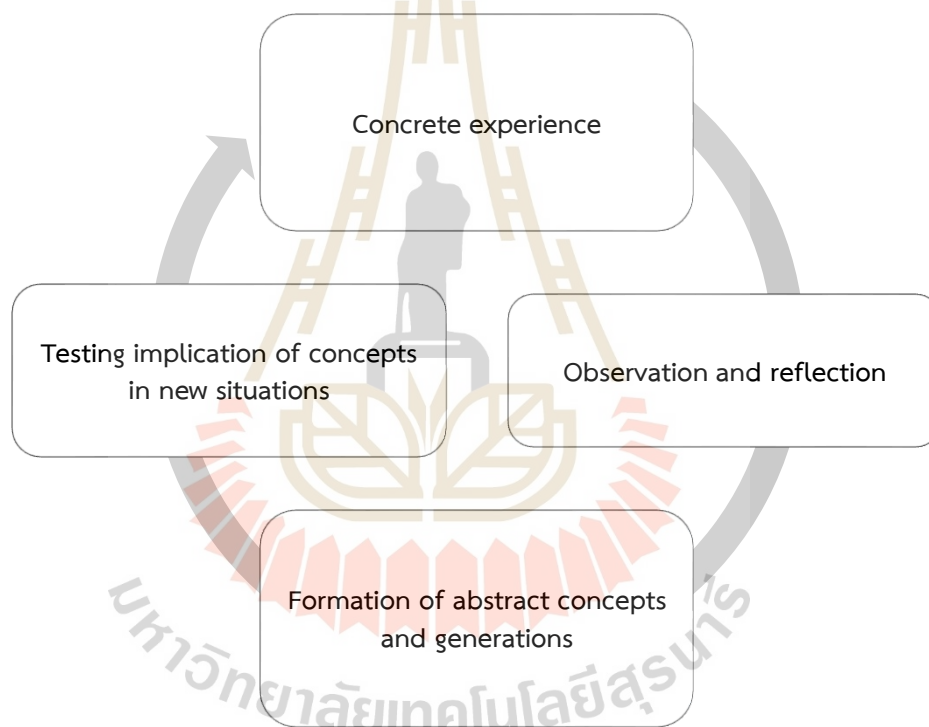 Concrete experience
Observation and reflection
Formation of abstract concepts
and generations
Testing implication of concepts
in new situations
มหาวิทยาลัยเทคโนโลยีสุรนารี